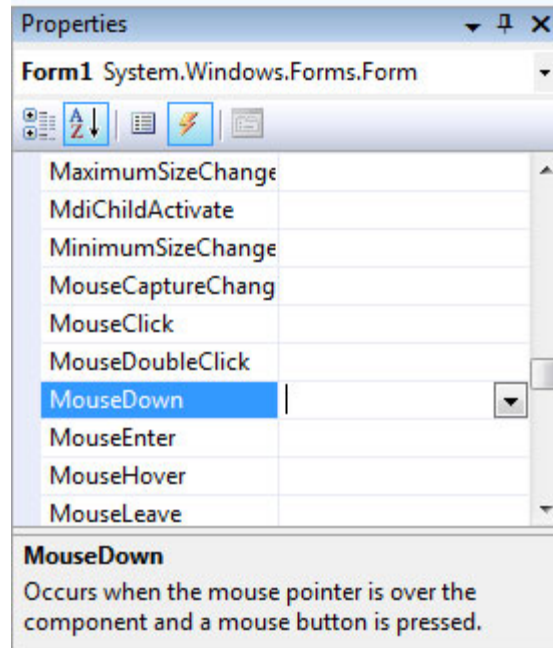 Properties
Form1 System.Windows.Forms.Form
MaximumSizeChange
MdiChildActivate
MinimumSizeChange
MouseCaptureChang
MouseClick
MouseDoubleClick
MouseDown
MouseEnter
MouseHover
MouseLeave
MouseDown
Occurs when the mouse pointer is over the
component and a mouse button is pressed.